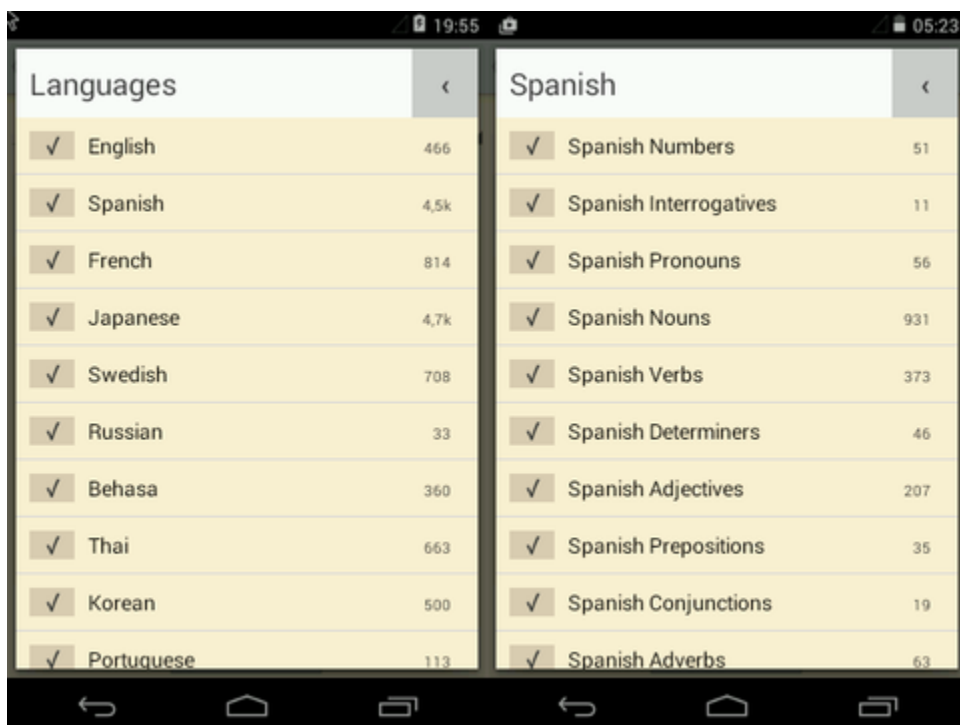 19:55
Languages ‹
√ English 466
√ Spanish 4,5k
√ French 814
√ Japanese 4,7k
√ Swedish 708
√ Russian 33
√ Behasa 360
√ Thai 663
√ Korean 500
√ Portuguese 113
05:23
Spanish ‹
√ Spanish Numbers 51
√ Spanish Interrogatives 11
√ Spanish Pronouns 56
√ Spanish Nouns 931
√ Spanish Verbs 373
√ Spanish Determiners 46
√ Spanish Adjectives 207
√ Spanish Prepositions 35
√ Spanish Conjunctions 19
√ Spanish Adverbs 63